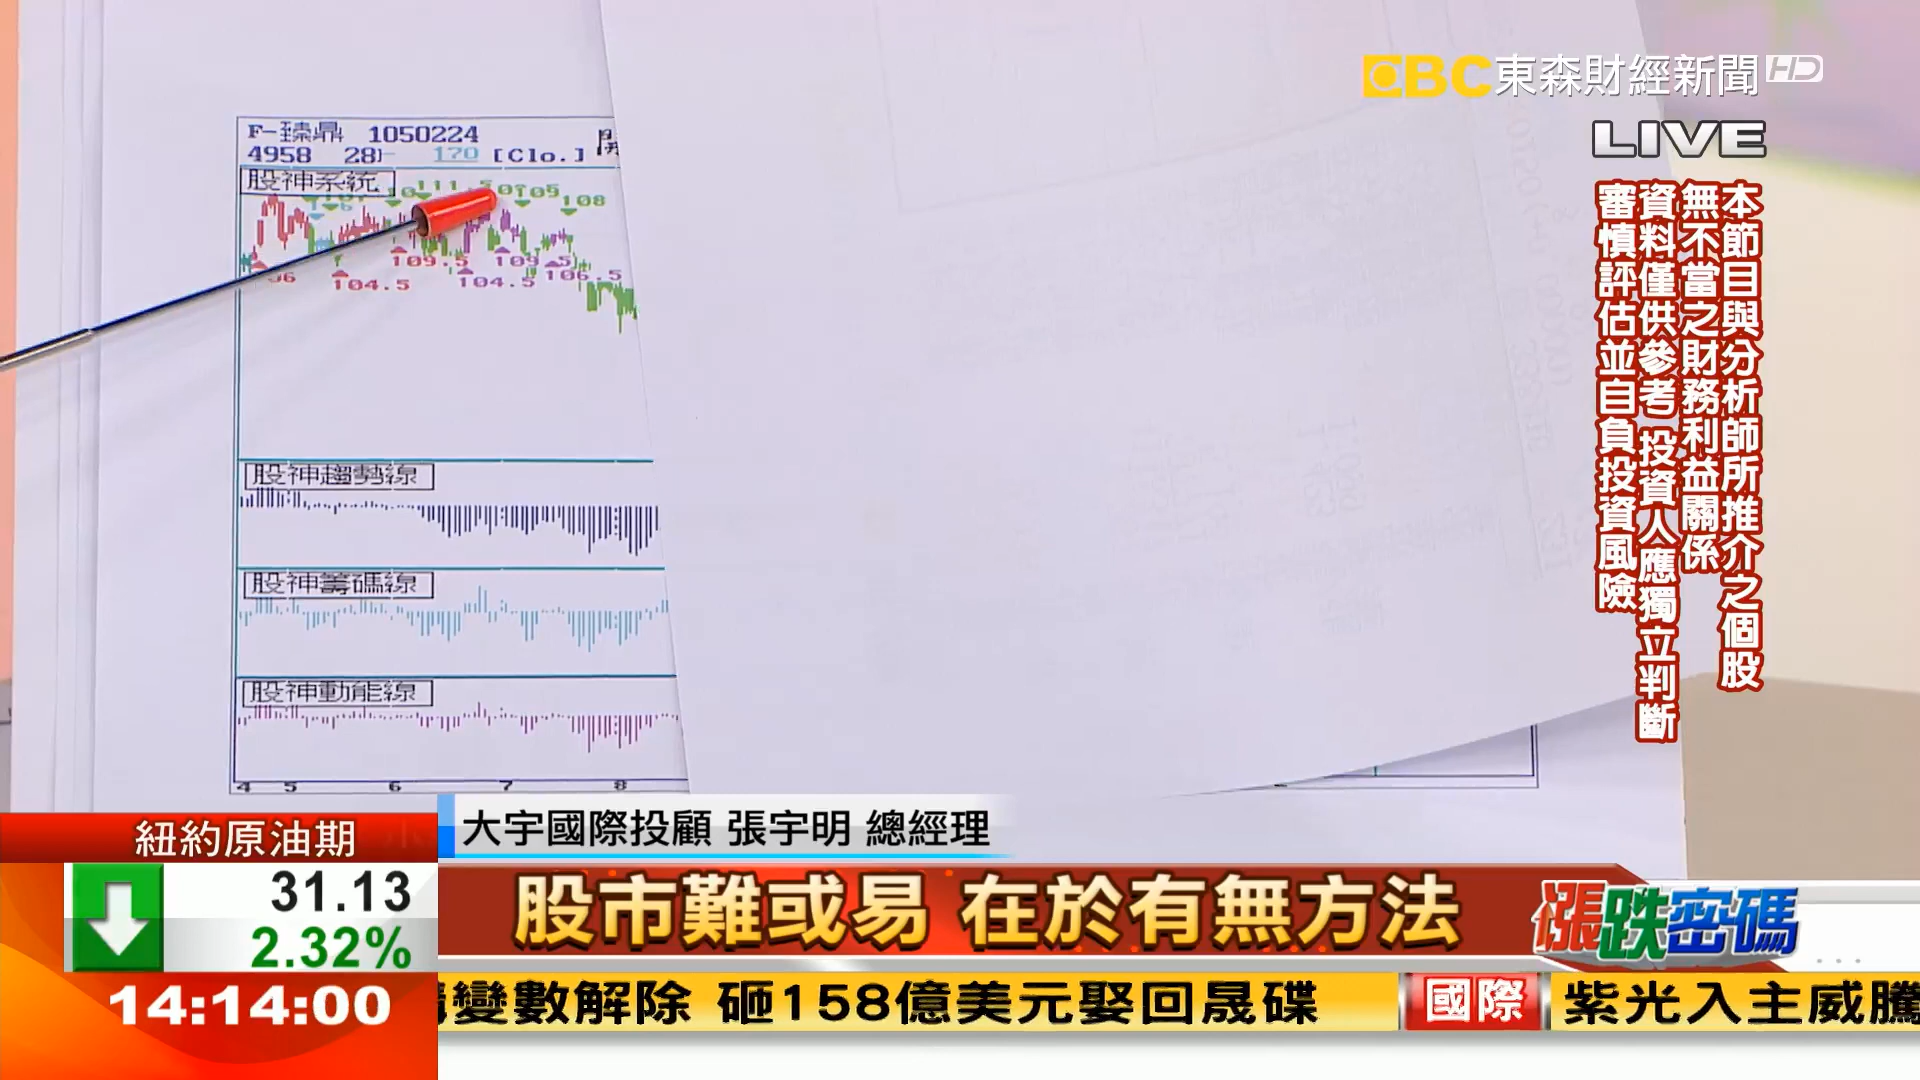 EBC東森財經新聞HD
LIVE
本節目與分析師所推介之個股
無不當之財務利益關係
資料僅供參考 投資人應獨立判斷
審慎評估並自負投資風險
F-臻鼎 1050224
4958 28 170 [Clo.] 開
股神系統
111
109
108
109.5
109.5
106.5
104.5
104.5
股神趨勢線
股神籌碼線
股神動能線
4 5 6 7 8
大宇國際投顧 張宇明 總經理
紐約原油期
31.13
2.32%
14:14:00
股市難或易 在於有無方法
漲跌密碼
變數解除 砸158億美元娶回晟碟
國際
紫光入主威騰